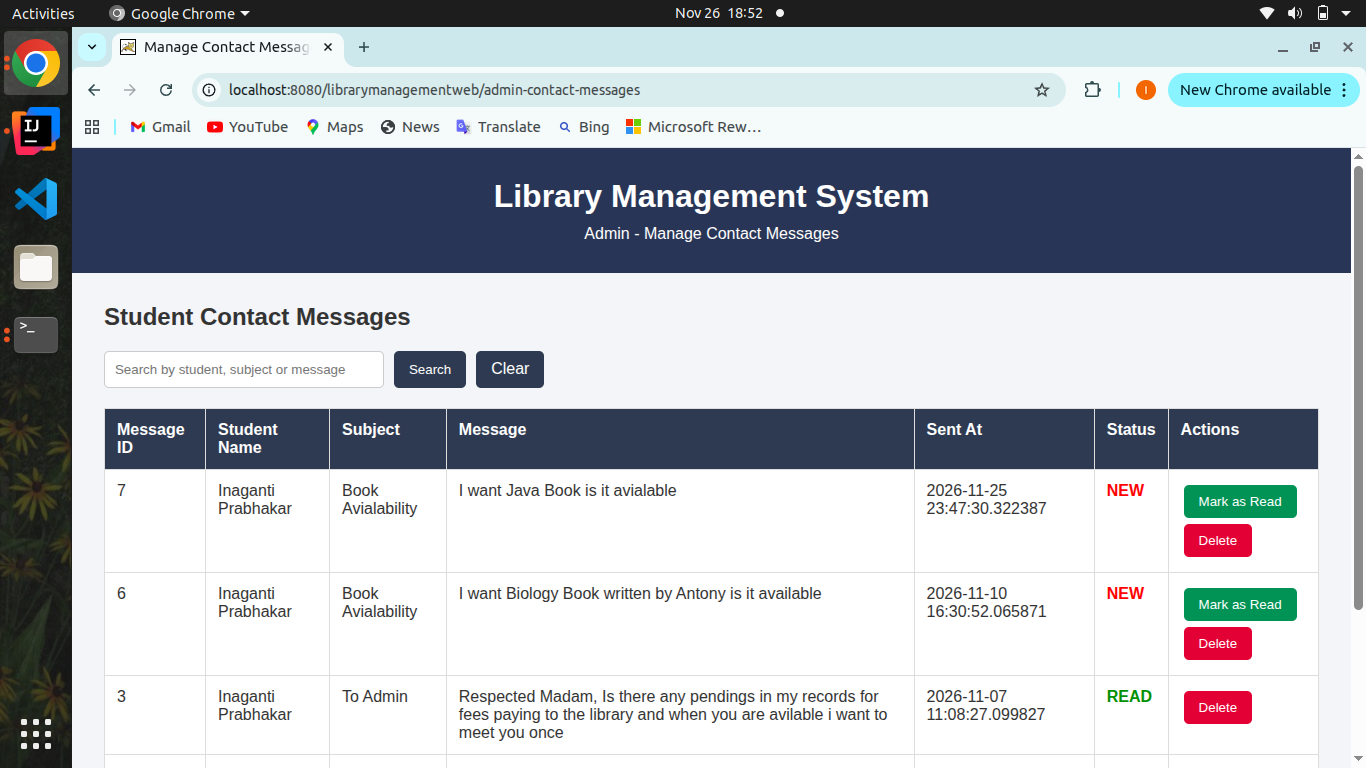 Activities
Google Chrome
Nov 26 18:52
Manage Contact Messag
localhost:8080/librarymanagementweb/admin-contact-messages
I
New Chrome available
Gmail
YouTube
Maps
News
Translate
Bing
Microsoft Rew…
IJ
>_
Library Management System
Admin - Manage Contact Messages
Student Contact Messages
Search by student, subject or message
Search
Clear
Message ID
Student Name
Subject
Message
Sent At
Status
Actions
7
Inaganti
Prabhakar
Book
Avialability
I want Java Book is it avialable
2026-11-25
23:47:30.322387
NEW
Mark as Read
Delete
6
Inaganti
Prabhakar
Book
Avialability
I want Biology Book written by Antony is it available
2026-11-10
16:30:52.065871
NEW
Mark as Read
Delete
3
Inaganti
Prabhakar
To Admin
Respected Madam, Is there any pendings in my records for
fees paying to the library and when you are avilable i want to
meet you once
2026-11-07
11:08:27.099827
READ
Delete